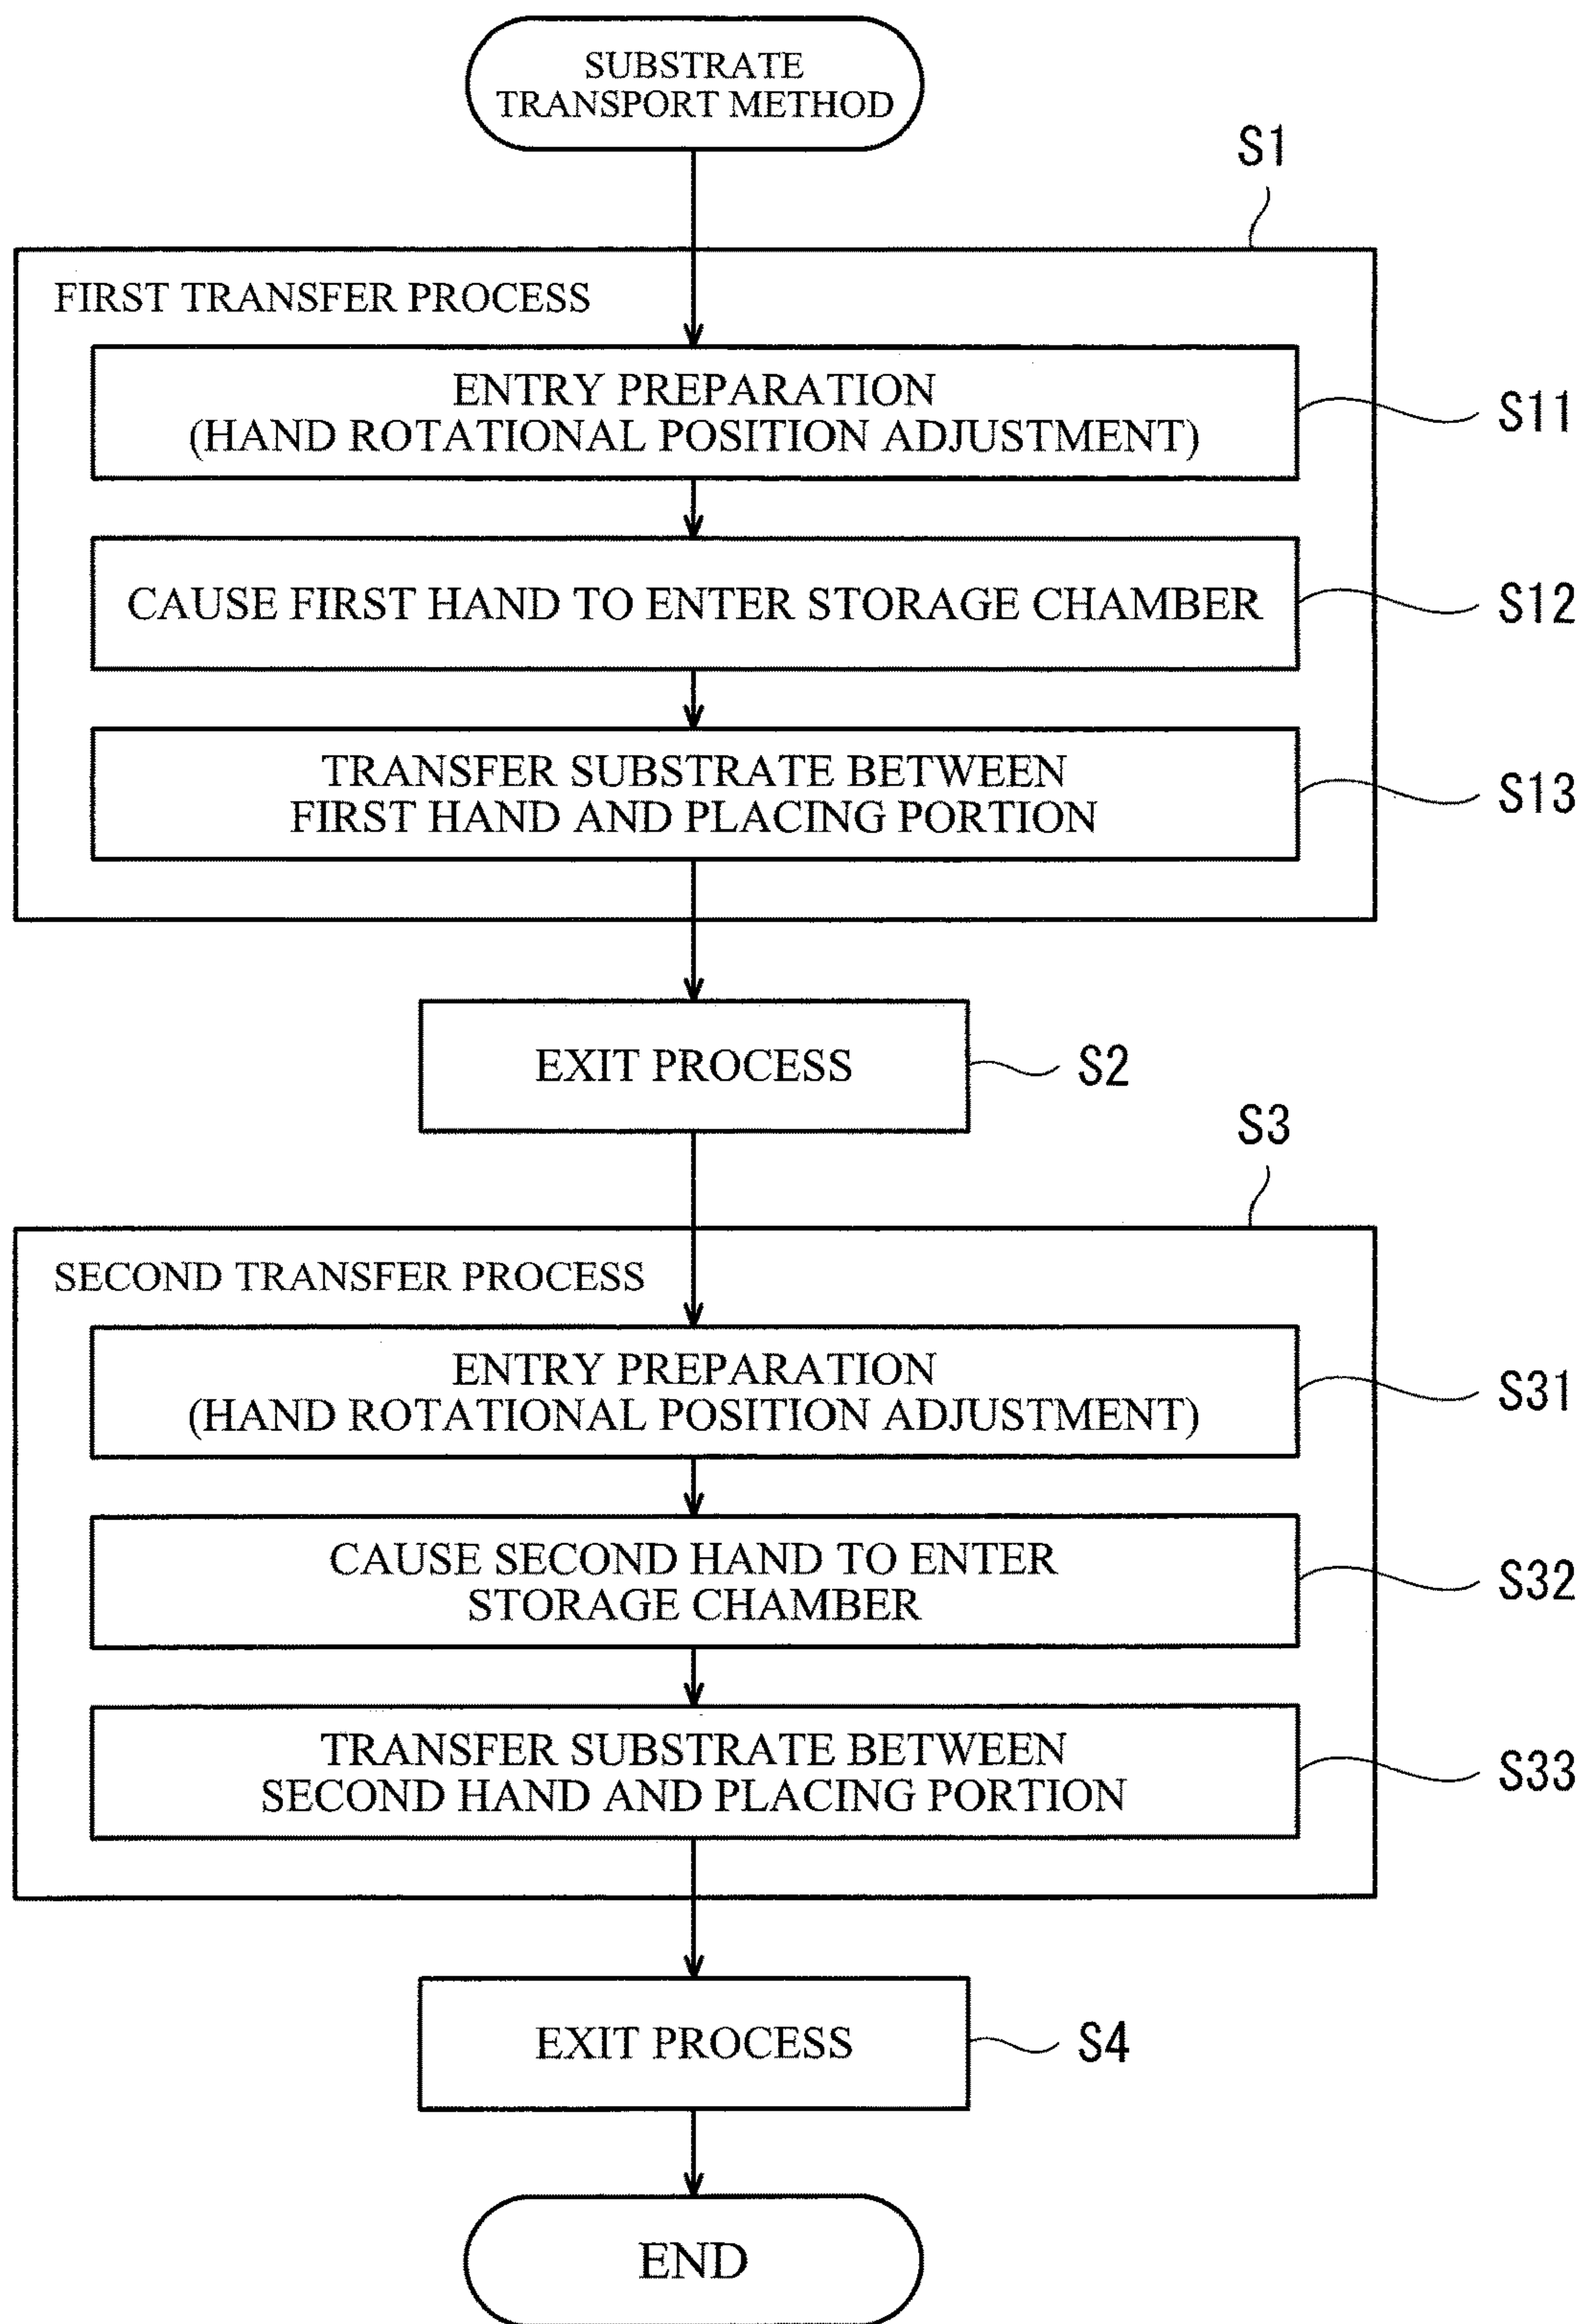 SUBSTRATE
TRANSPORT METHOD
S1
FIRST TRANSFER PROCESS
ENTRY PREPARATION
(HAND ROTATIONAL POSITION ADJUSTMENT)
S11
CAUSE FIRST HAND TO ENTER STORAGE CHAMBER
S12
TRANSFER SUBSTRATE BETWEEN
FIRST HAND AND PLACING PORTION
S13
EXIT PROCESS
S2
S3
SECOND TRANSFER PROCESS
ENTRY PREPARATION
(HAND ROTATIONAL POSITION ADJUSTMENT)
S31
CAUSE SECOND HAND TO ENTER
STORAGE CHAMBER
S32
TRANSFER SUBSTRATE BETWEEN
SECOND HAND AND PLACING PORTION
S33
EXIT PROCESS
S4
END